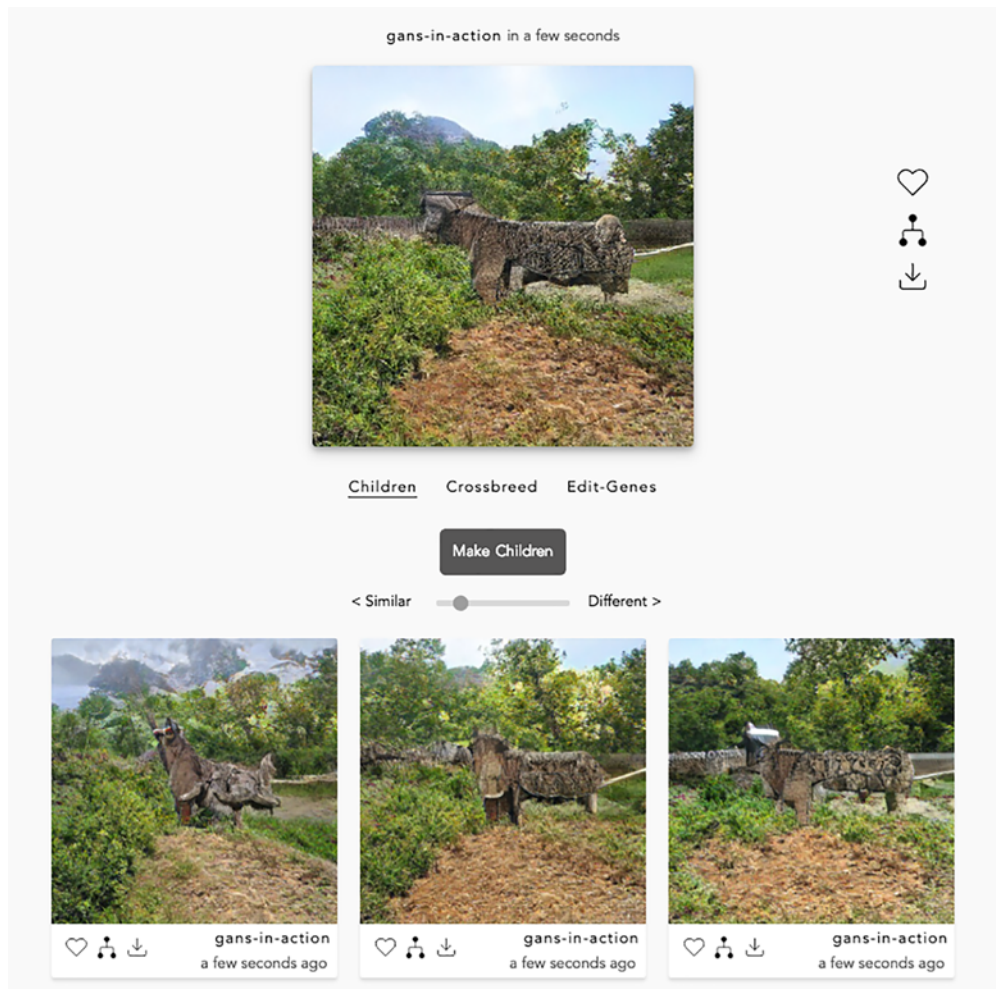 gans-in-action in a few seconds
Children Crossbreed Edit-Genes
Make Children
< Similar Different >
gans-in-action
a few seconds ago
gans-in-action
a few seconds ago
gans-in-action
a few seconds ago